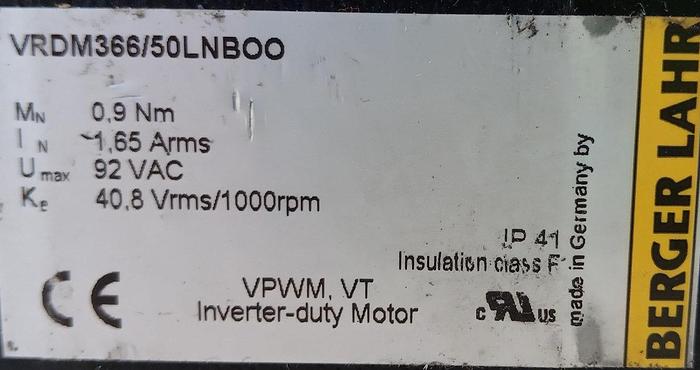 VRDM366/50LNBOO
MN 0,9 Nm
IN ~1,65 Arms
Umax 92 VAC
KE 40,8 Vrms/1000rpm
IP 41
Insulation class F
CE
VPWM, VT
Inverter-duty Motor
c RU us
made in Germany by
BERGER LAHR